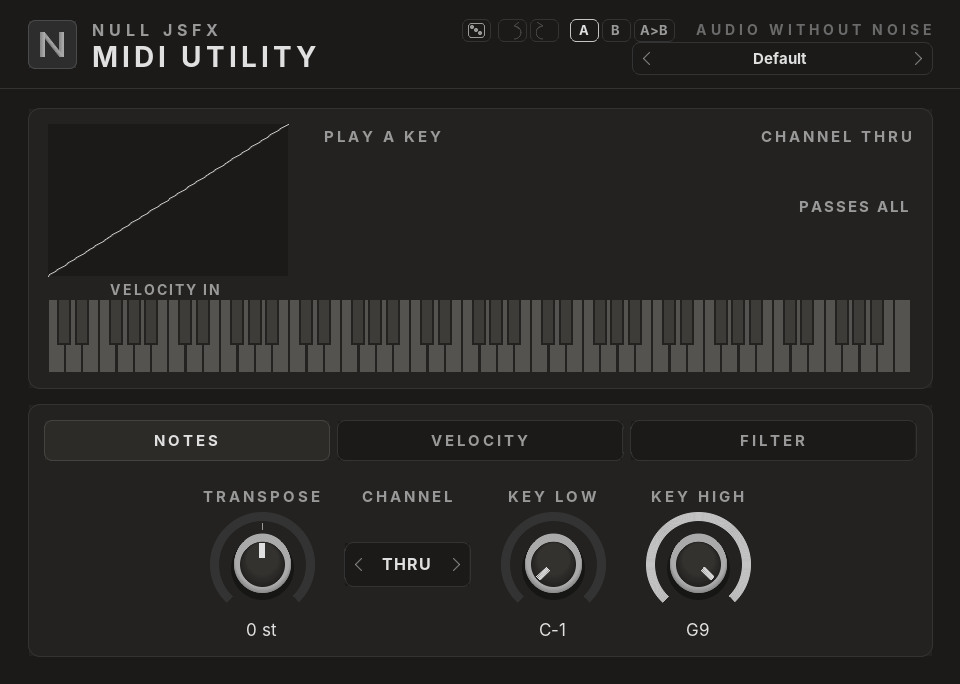 N
NULL JSFX
MIDI UTILITY
A B A>B
AUDIO WITHOUT NOISE
Default
PLAY A KEY
CHANNEL THRU
PASSES ALL
VELOCITY IN
NOTES VELOCITY FILTER
TRANSPOSE CHANNEL KEY LOW KEY HIGH
THRU
0 st C-1 G9